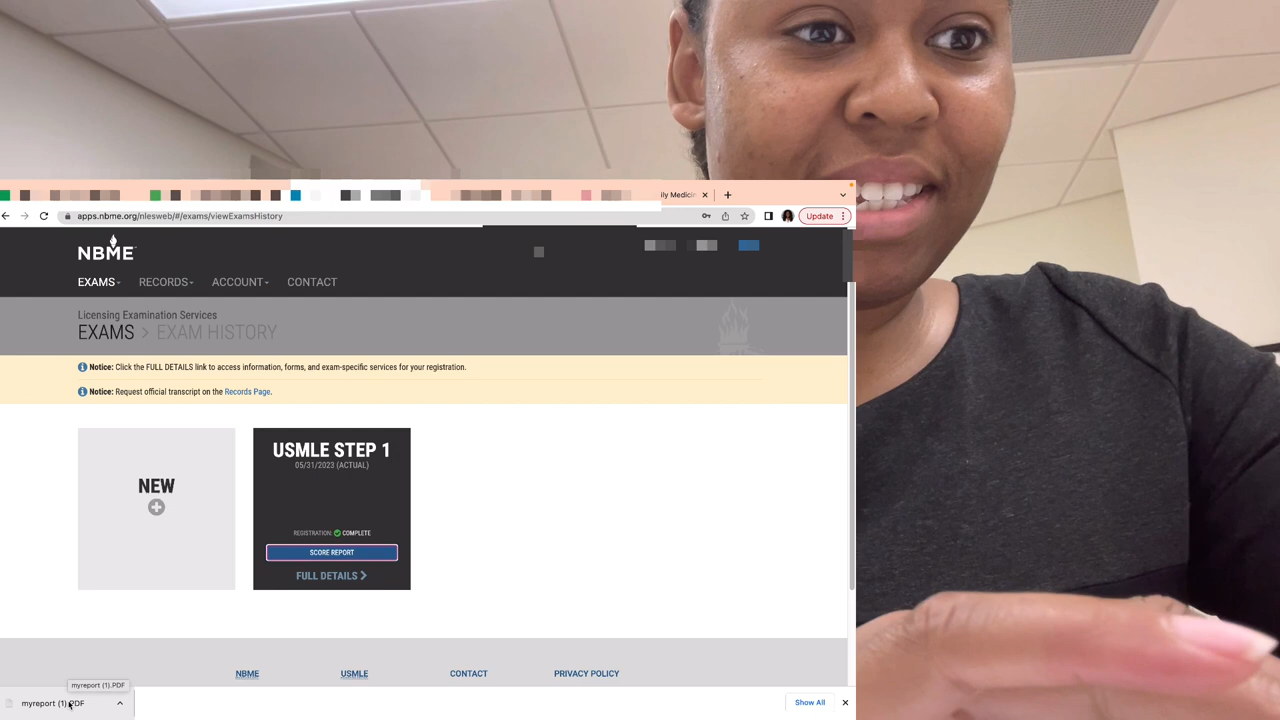 ily Medicin
apps.nbme.org/nlesweb/#/exams/viewExamsHistory
Update
NBME
EXAMS RECORDS ACCOUNT CONTACT
Licensing Examination Services
EXAMS > EXAM HISTORY
Notice: Click the FULL DETAILS link to access information, forms, and exam-specific services for your registration.
Notice: Request official transcript on the Records Page.
NEW
USMLE STEP 1
05/31/2023 (ACTUAL)
REGISTRATION: COMPLETE
SCORE REPORT
FULL DETAILS
NBME USMLE CONTACT PRIVACY POLICY
myreport (1).PDF
myreport (1).PDF
Show All